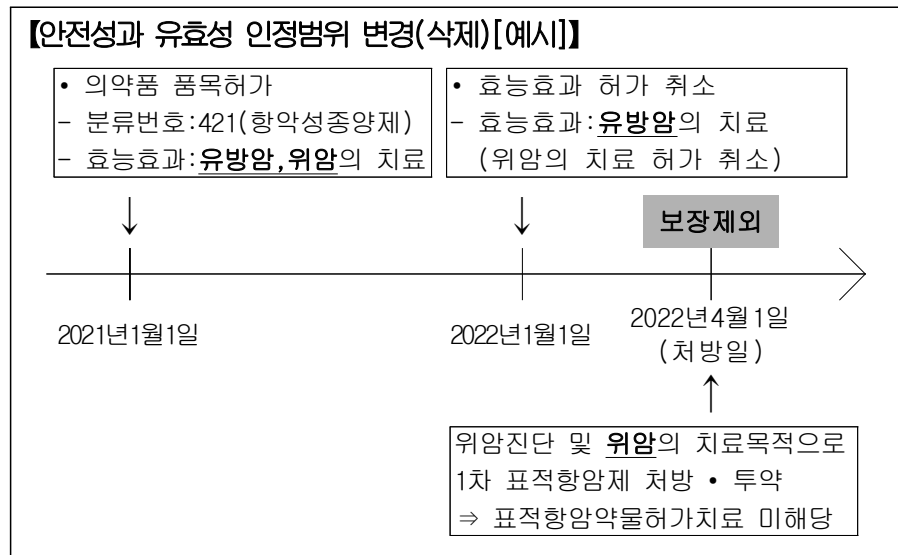 【안전성과 유효성 인정범위 변경(삭제)[예시]】
• 의약품 품목허가
- 분류번호:421(항악성종양제)
- 효능효과:유방암,위암의 치료
• 효능효과 허가 취소
- 효능효과:유방암의 치료
(위암의 치료 허가 취소)
↓
↓
보장제외
2021년1월1일
2022년1월1일
2022년4월1일
(처방일)
↑
위암진단 및 위암의 치료목적으로
1차 표적항암제 처방 • 투약
⇒ 표적항암약물허가치료 미해당